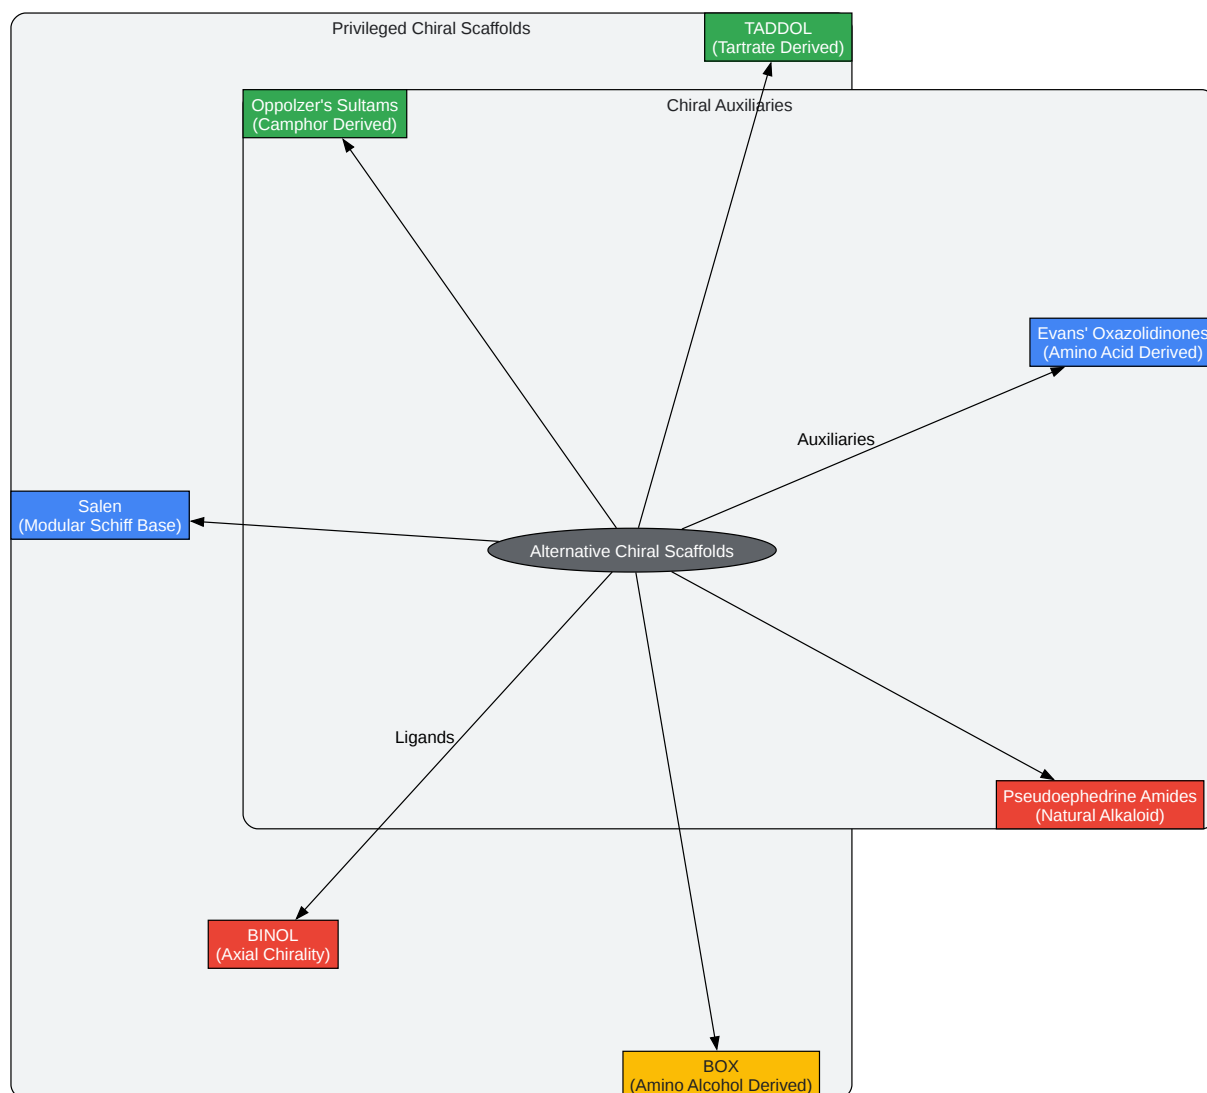 Privileged Chiral Scaffolds
TADDOL
(Tartrate Derived)
Oppolzer's Sultams
(Camphor Derived)
Chiral Auxiliaries
Evans' Oxazolidinones
(Amino Acid Derived)
Auxiliaries
Salen
(Modular Schiff Base)
Alternative Chiral Scaffolds
Ligands
Pseudoephedrine Amides
(Natural Alkaloid)
BINOL
(Axial Chirality)
BOX
(Amino Alcohol Derived)